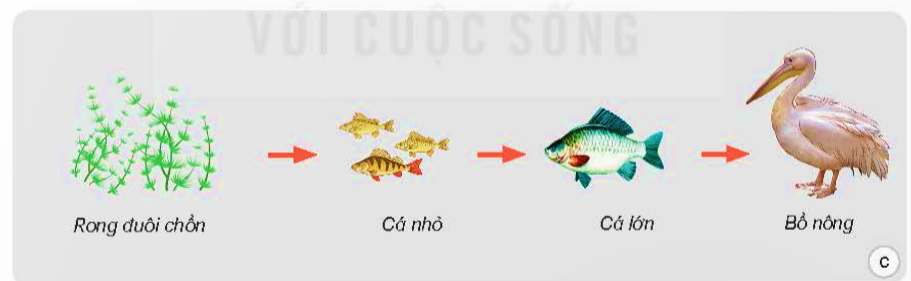 VỚI CUỘC SỐNG
Rong đuôi chồn
Cá nhỏ
Cá lớn
Bồ nông
C